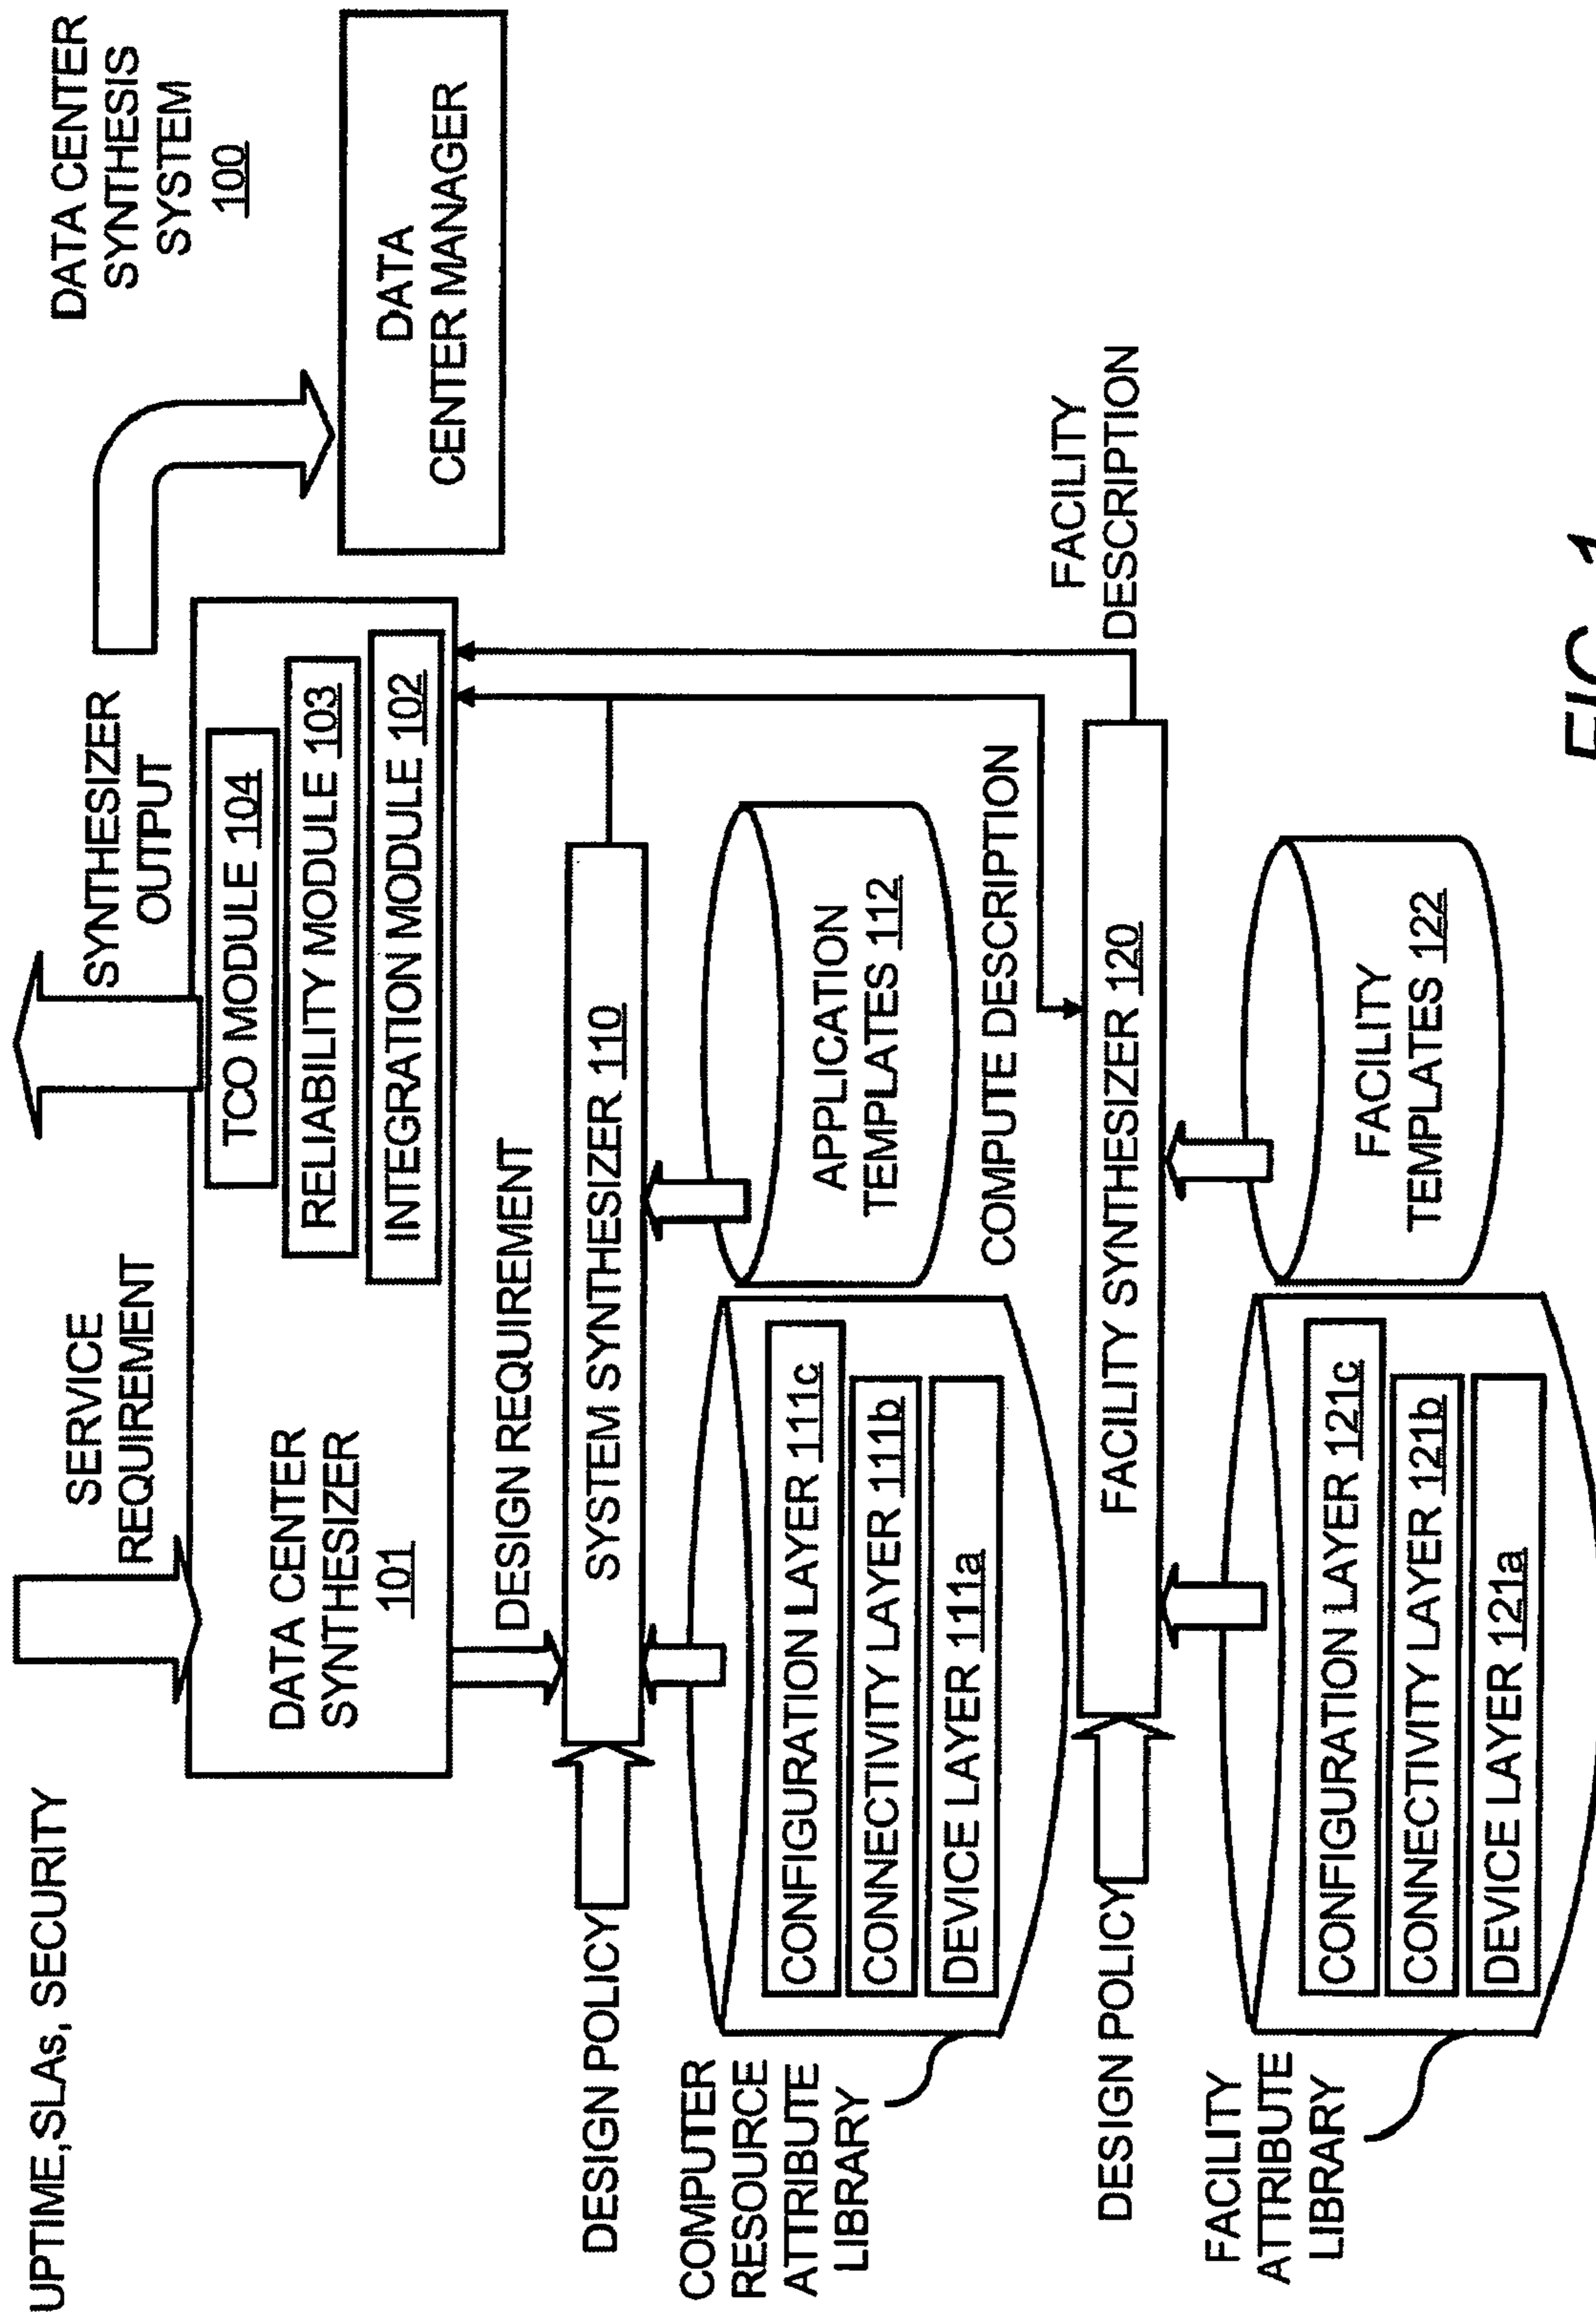 UPTIME,SLAs, SECURITY
SERVICE
REQUIREMENT
SYNTHESIZER
OUTPUT
DATA CENTER
SYNTHESIS
SYSTEM
100
DATA CENTER
SYNTHESIZER
101
TCO MODULE 104
RELIABILITY MODULE 103
INTEGRATION MODULE 102
DATA
CENTER MANAGER
DESIGN REQUIREMENT
DESIGN POLICY
SYSTEM SYNTHESIZER 110
COMPUTER
RESOURCE
ATTRIBUTE
LIBRARY
CONFIGURATION LAYER 111c
CONNECTIVITY LAYER 111b
DEVICE LAYER 111a
APPLICATION
TEMPLATES 112
COMPUTE DESCRIPTION
FACILITY
DESCRIPTION
DESIGN POLICY
FACILITY SYNTHESIZER 120
FACILITY
ATTRIBUTE
LIBRARY
CONFIGURATION LAYER 121c
CONNECTIVITY LAYER 121b
DEVICE LAYER 121a
FACILITY
TEMPLATES 122
FIG. 1